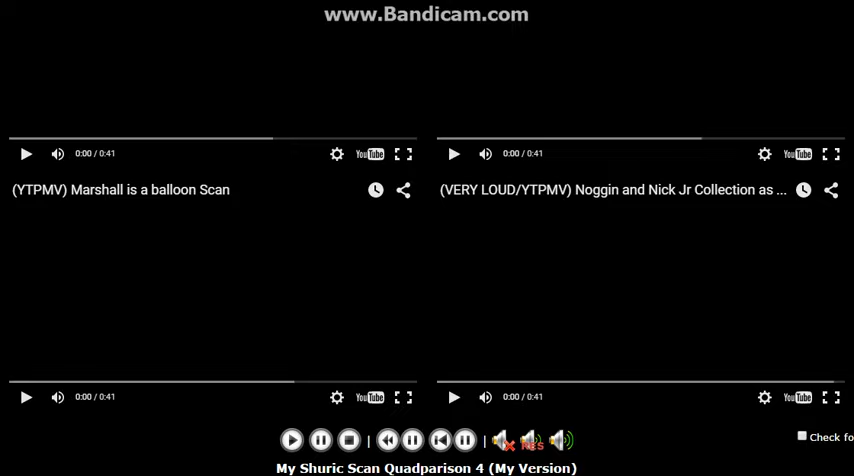 www.Bandicam.com
0:00 / 0:41 YouTube
0:00 / 0:41 YouTube
(YTPMV) Marshall is a balloon Scan
(VERY LOUD/YTPMV) Noggin and Nick Jr Collection as ...
0:00 / 0:41 YouTube
0:00 / 0:41 YouTube
| | RES
Check fo
My Shuric Scan Quadparison 4 (My Version)